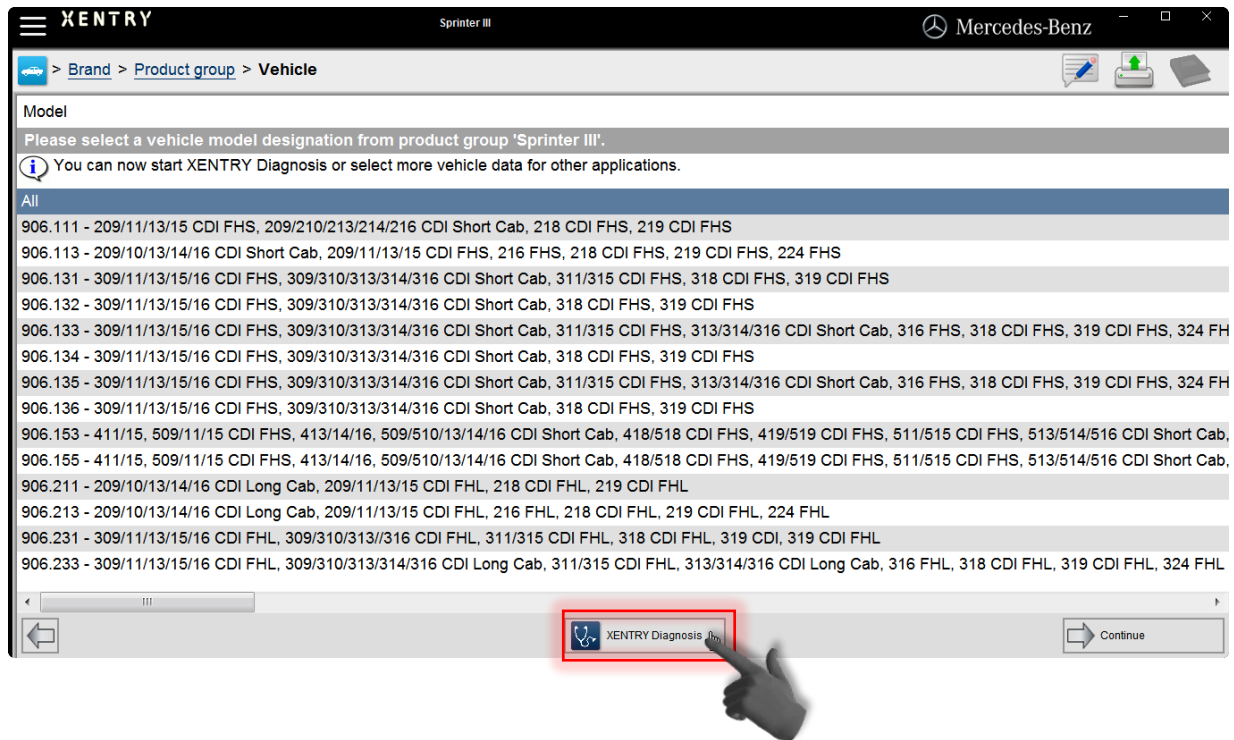 XENTRY
Sprinter III
Mercedes-Benz
> Brand > Product group > Vehicle
Model
Please select a vehicle model designation from product group 'Sprinter III'.
i You can now start XENTRY Diagnosis or select more vehicle data for other applications.
All
906.111 - 209/11/13/15 CDI FHS, 209/210/213/214/216 CDI Short Cab, 218 CDI FHS, 219 CDI FHS
906.113 - 209/10/13/14/16 CDI Short Cab, 209/11/13/15 CDI FHS, 216 FHS, 218 CDI FHS, 219 CDI FHS, 224 FHS
906.131 - 309/11/13/15/16 CDI FHS, 309/310/313/314/316 CDI Short Cab, 311/315 CDI FHS, 318 CDI FHS, 319 CDI FHS
906.132 - 309/11/13/15/16 CDI FHS, 309/310/313/314/316 CDI Short Cab, 318 CDI FHS, 319 CDI FHS
906.133 - 309/11/13/15/16 CDI FHS, 309/310/313/314/316 CDI Short Cab, 311/315 CDI FHS, 313/314/316 CDI Short Cab, 316 FHS, 318 CDI FHS, 319 CDI FHS, 324 FH
906.134 - 309/11/13/15/16 CDI FHS, 309/310/313/314/316 CDI Short Cab, 318 CDI FHS, 319 CDI FHS
906.135 - 309/11/13/15/16 CDI FHS, 309/310/313/314/316 CDI Short Cab, 311/315 CDI FHS, 313/314/316 CDI Short Cab, 316 FHS, 318 CDI FHS, 319 CDI FHS, 324 FH
906.136 - 309/11/13/15/16 CDI FHS, 309/310/313/314/316 CDI Short Cab, 318 CDI FHS, 319 CDI FHS
906.153 - 411/15, 509/11/15 CDI FHS, 413/14/16, 509/510/13/14/16 CDI Short Cab, 418/518 CDI FHS, 419/519 CDI FHS, 511/515 CDI FHS, 513/514/516 CDI Short Cab,
906.155 - 411/15, 509/11/15 CDI FHS, 413/14/16, 509/510/13/14/16 CDI Short Cab, 418/518 CDI FHS, 419/519 CDI FHS, 511/515 CDI FHS, 513/514/516 CDI Short Cab,
906.211 - 209/10/13/14/16 CDI Long Cab, 209/11/13/15 CDI FHL, 218 CDI FHL, 219 CDI FHL
906.213 - 209/10/13/14/16 CDI Long Cab, 209/11/13/15 CDI FHL, 216 FHL, 218 CDI FHL, 219 CDI FHL, 224 FHL
906.231 - 309/11/13/15/16 CDI FHL, 309/310/313//316 CDI FHL, 311/315 CDI FHL, 318 CDI FHL, 319 CDI, 319 CDI FHL
906.233 - 309/11/13/15/16 CDI FHL, 309/310/313/314/316 CDI Long Cab, 311/315 CDI FHL, 313/314/316 CDI Long Cab, 316 FHL, 318 CDI FHL, 319 CDI FHL, 324 FHL
XENTRY Diagnosis
Continue